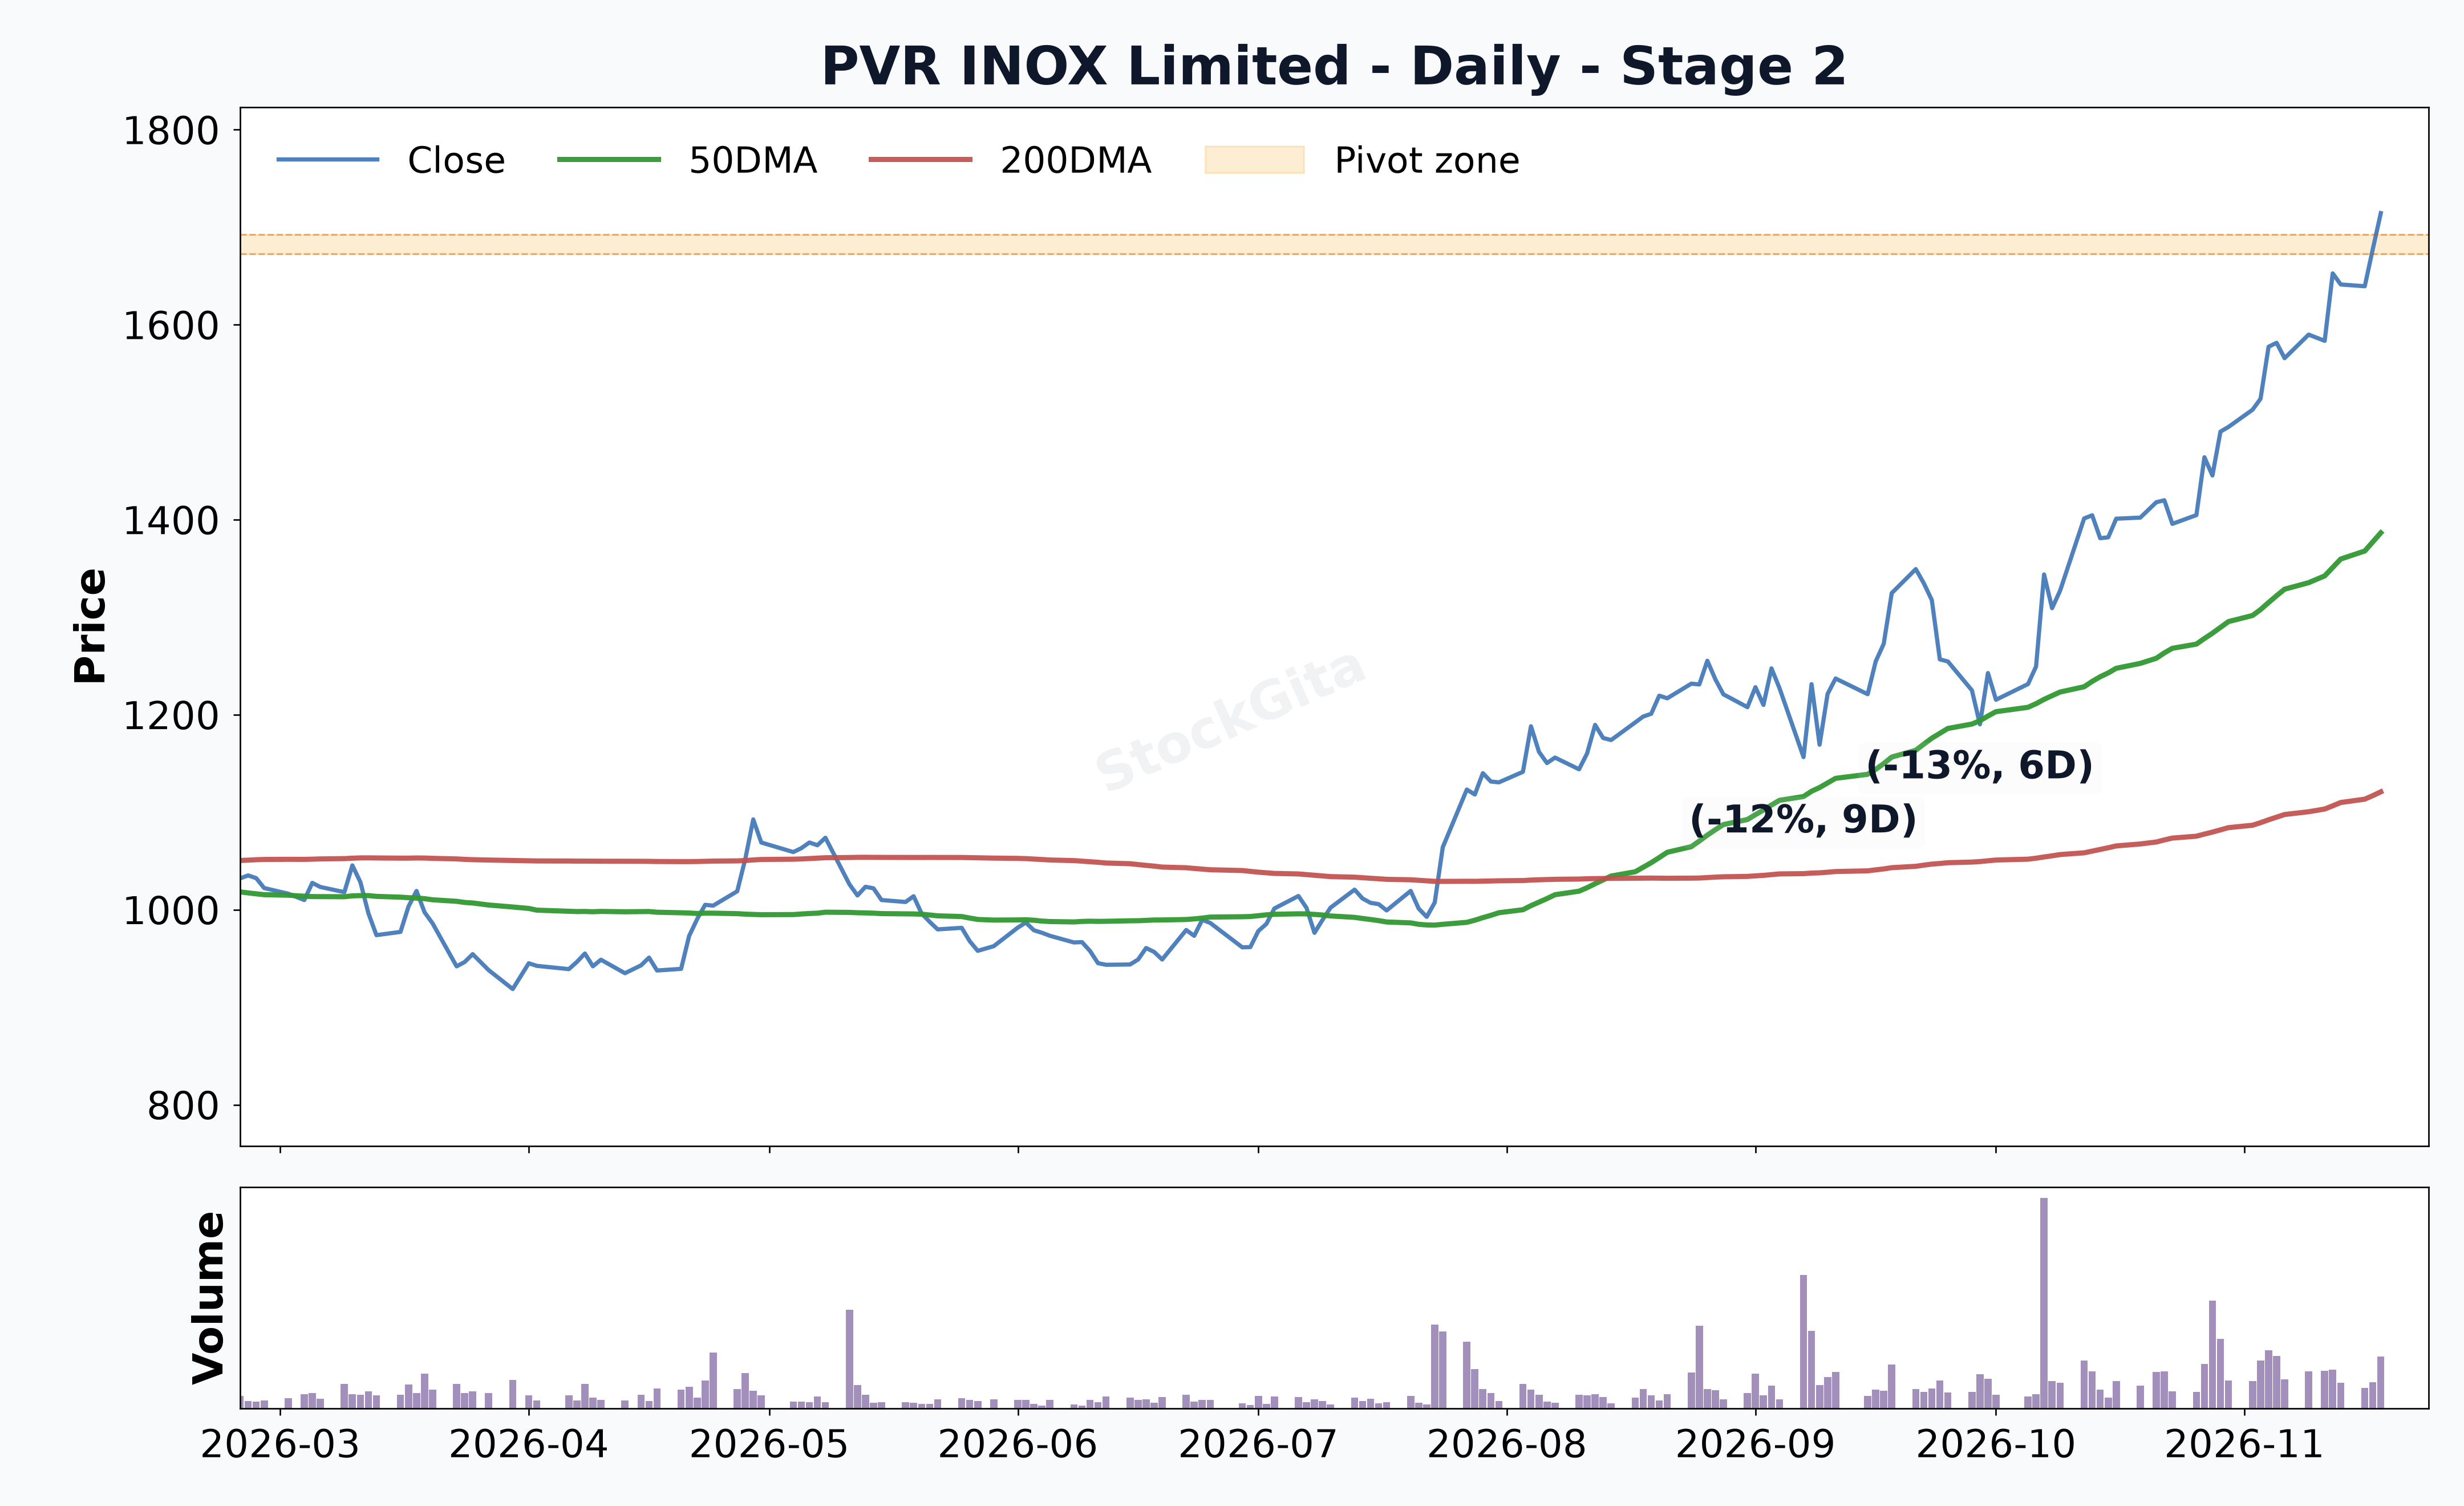 PVR INOX Limited - Daily - Stage 2
Close 50DMA 200DMA Pivot zone
Price
1800
1600
1400
1200
1000
800
StockGita
(-13%, 6D)
(-12%, 9D)
Volume
2026-03 2026-04 2026-05 2026-06 2026-07 2026-08 2026-09 2026-10 2026-11